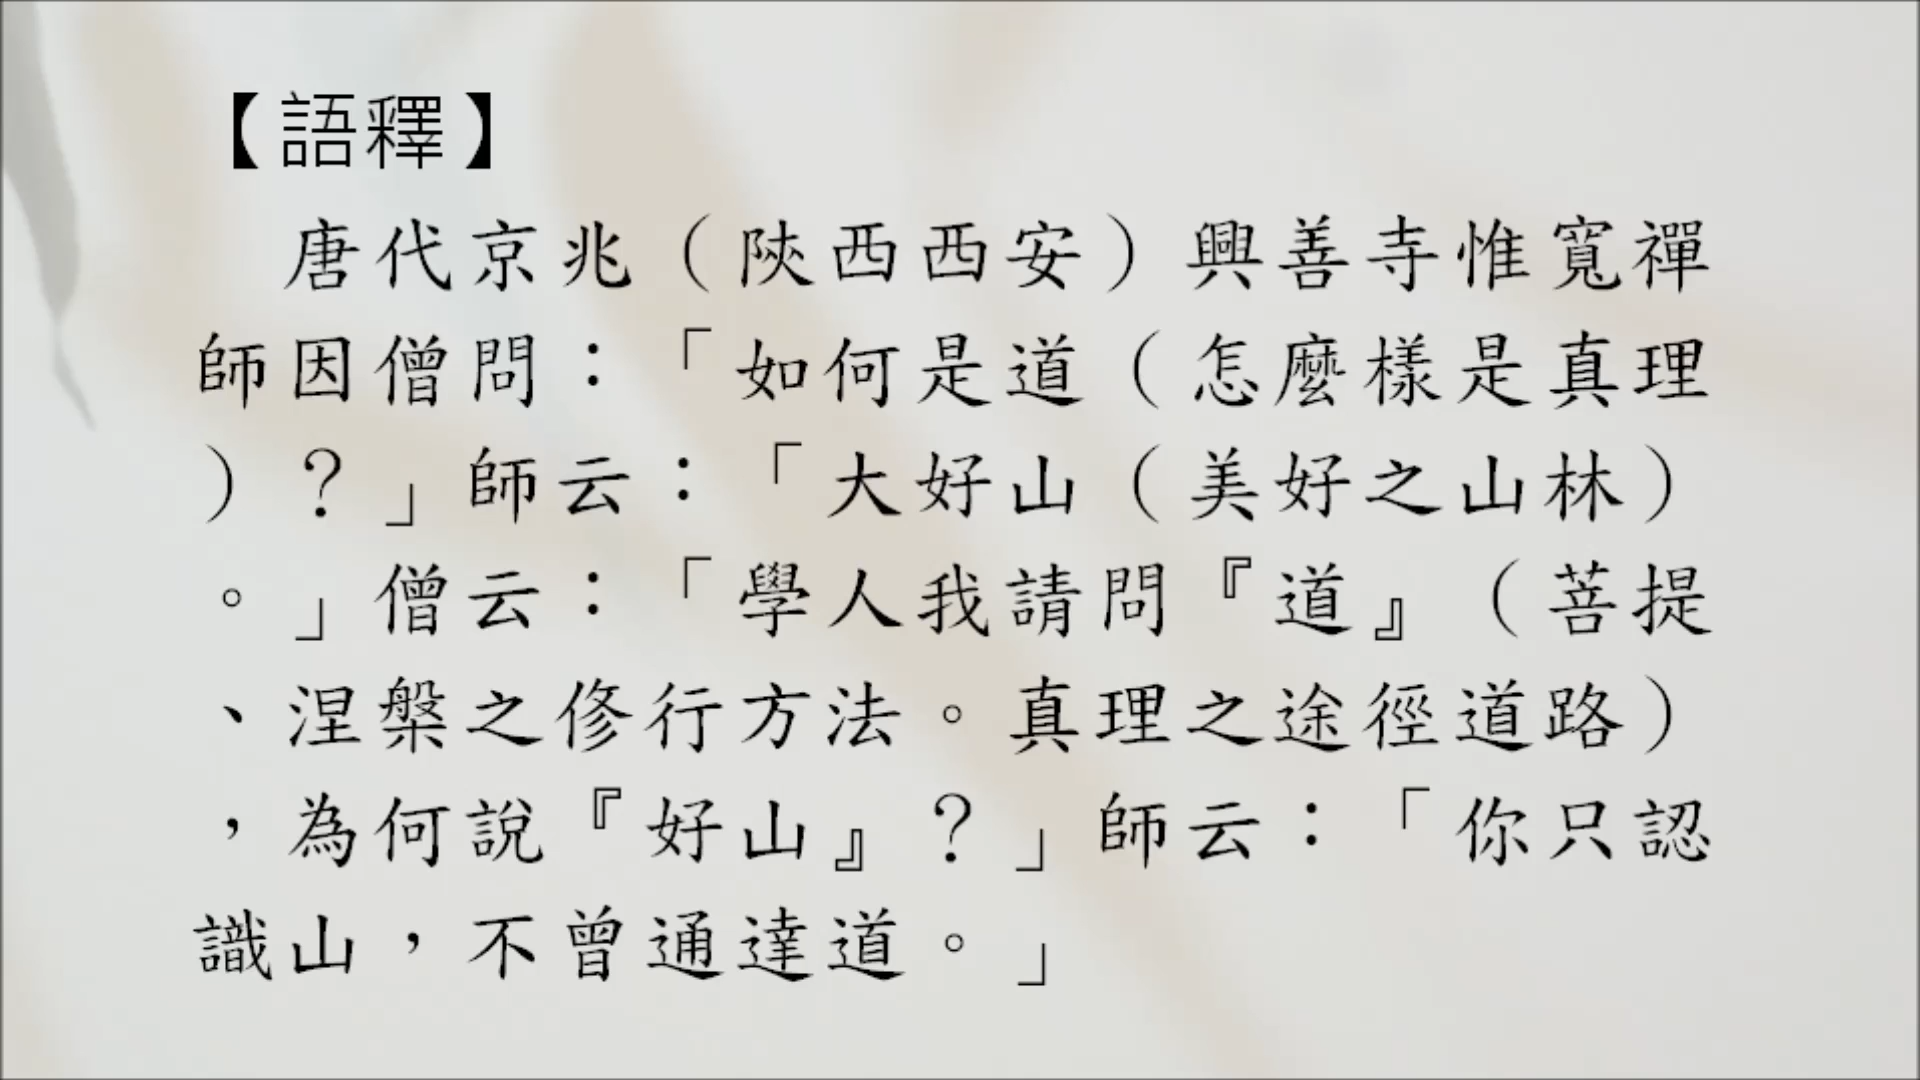 【語釋】
唐代京兆（陝西西安）興善寺惟寬禪
師因僧問：「如何是道（怎麼樣是真理
）？」師云：「大好山（美好之山林）
。」僧云：「學人我請問『道』（菩提
、涅槃之修行方法。真理之途徑道路）
，為何說『好山』？」師云：「你只認
識山，不曾通達道。」